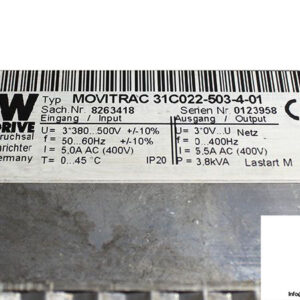 W Typ MOVITRAC 31C022-503-4-01
DRIVE Sach.Nr. 8263418 Serien Nr. 0123958
ruchsal Eingang / Input Ausgang / Output
richter U= 3*380...500V +/-10% U= 3*0V...U Netz
ermany f= 50...60Hz +/-10% f= 0...400Hz
I= 5,0A AC (400V) I= 5,5A AC (400V)
T= 0...45°C IP20 P= 3.8kVA Lastart M